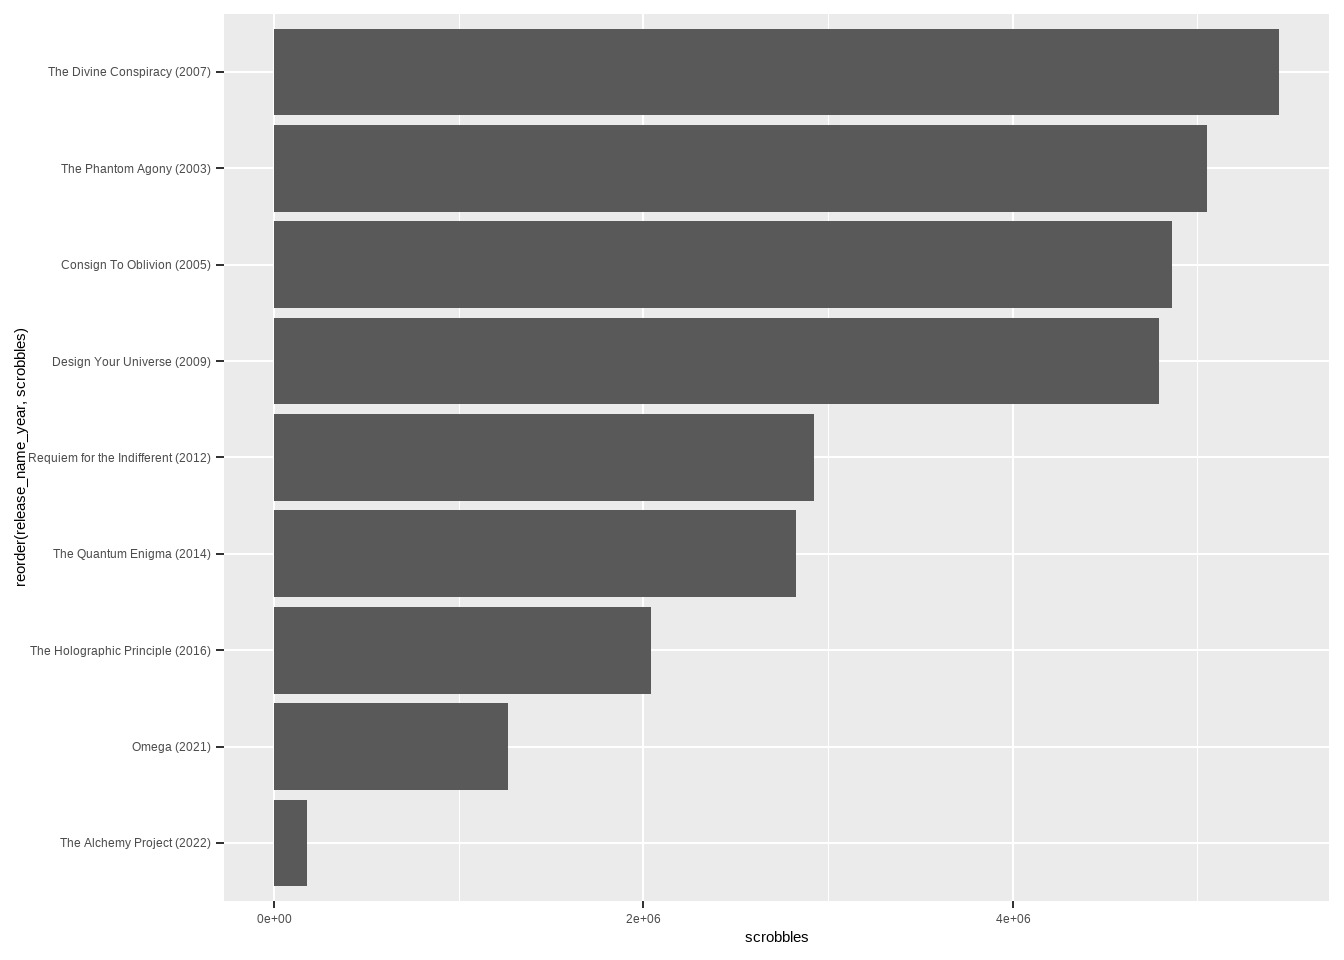 The Divine Conspiracy (2007)
The Phantom Agony (2003)
Consign To Oblivion (2005)
Design Your Universe (2009)
Requiem for the Indifferent (2012)
The Quantum Enigma (2014)
The Holographic Principle (2016)
Omega (2021)
The Alchemy Project (2022)
reorder(release_name_year, scrobbles)
0e+00 2e+06 4e+06
scrobbles